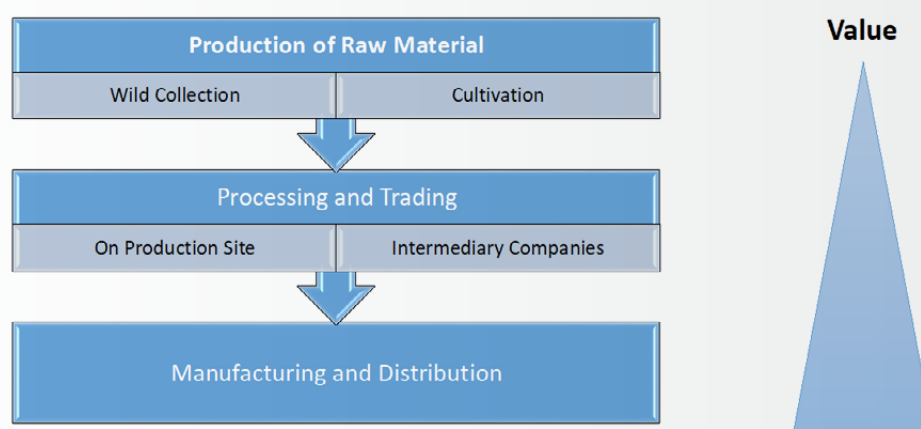 Value
Production of Raw Material
Wild Collection
Cultivation
Processing and Trading
On Production Site
Intermediary Companies
Manufacturing and Distribution